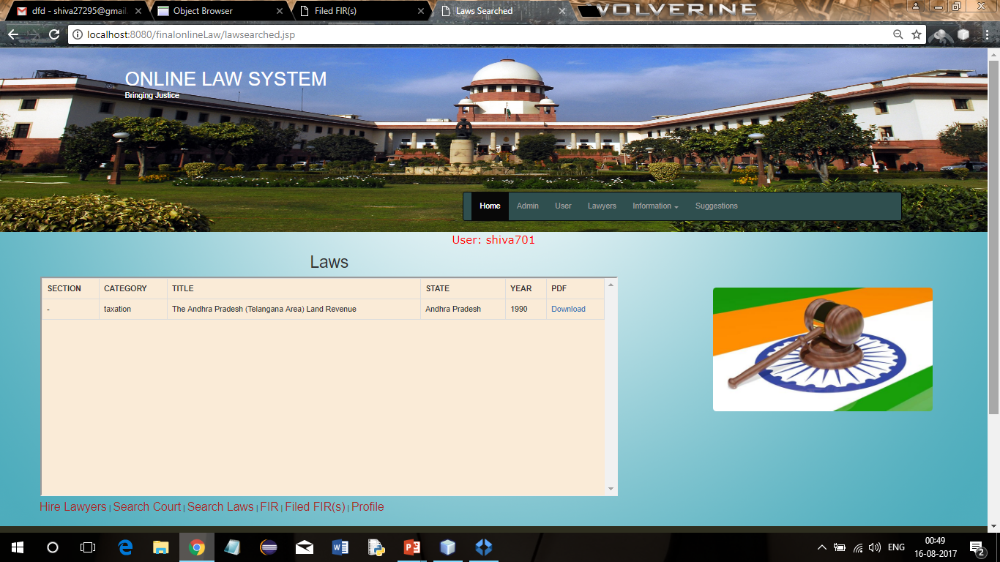 dfd - shiva27295@gmail. Object Browser Filed FIR(s) Laws Searched WOLVERINE
localhost:8080/finalonlineLaw/lawsearched.jsp
ONLINE LAW SYSTEM
Bringing Justice
Home Admin User Lawyers Information Suggestions
User: shiva701
Laws
SECTION CATEGORY TITLE STATE YEAR PDF
- taxation The Andhra Pradesh (Telangana Area) Land Revenue Andhra Pradesh 1990 Download
Hire Lawyers | Search Court | Search Laws | FIR | Filed FIR(s) | Profile
ENG 00:49
16-08-2017 2